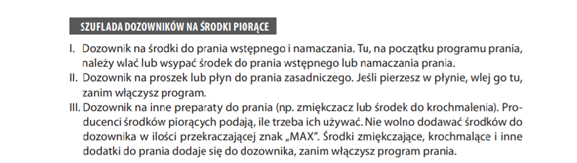 SZUFLADA DOZOWNIKÓW NA ŚRODKI PIORĄCE
I. Dozownik na środki do prania wstępnego i namaczania. Tu, na początku programu prania,
należy wlać lub wsypać środek do prania wstępnego lub namaczania prania.
II. Dozownik na proszek lub płyn do prania zasadniczego. Jeśli pierzesz w płynie, wlej go tu,
zanim włączysz program.
III. Dozownik na inne preparaty do prania (np. zmiękczacz lub środek do krochmalenia). Pro-
ducenci środków piorących podają, ile trzeba ich używać. Nie wolno dodawać środków do
dozownika w ilości przekraczającej znak „MAX”. Środki zmiękczające, krochmalące i inne
dodatki do prania dodaje się do dozownika, zanim włączysz program prania.